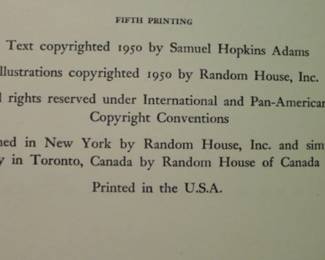 FIFTH PRINTING
Text copyrighted 1950 by Samuel Hopkins Adams
llustrations copyrighted 1950 by Random House, Inc.
l rights reserved under International and Pan-American
Copyright Conventions
ned in New York by Random House, Inc. and sim
y in Toronto, Canada by Random House of Canada
Printed in the U.S.A.